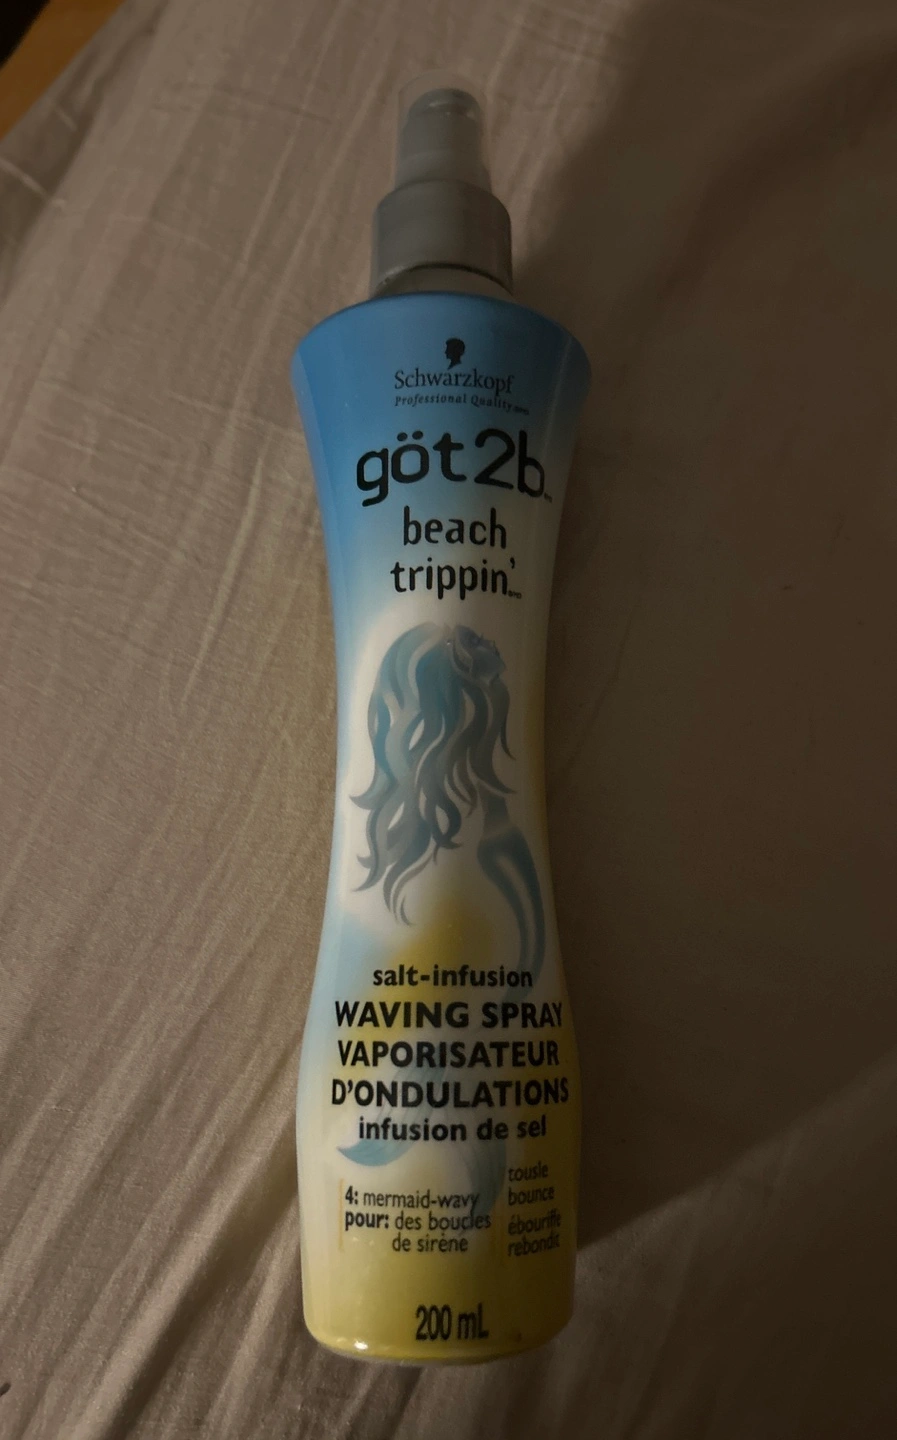 Schwarzkopf
Professional Quality
göt2b
beach
trippin'
salt-infusion
WAVING SPRAY
VAPORISATEUR
D'ONDULATIONS
infusion de sel
4: mermaid-wavy
pour: des boucles
de sirène
tousle
bounce
ébouriffe
rebondit
200 mL